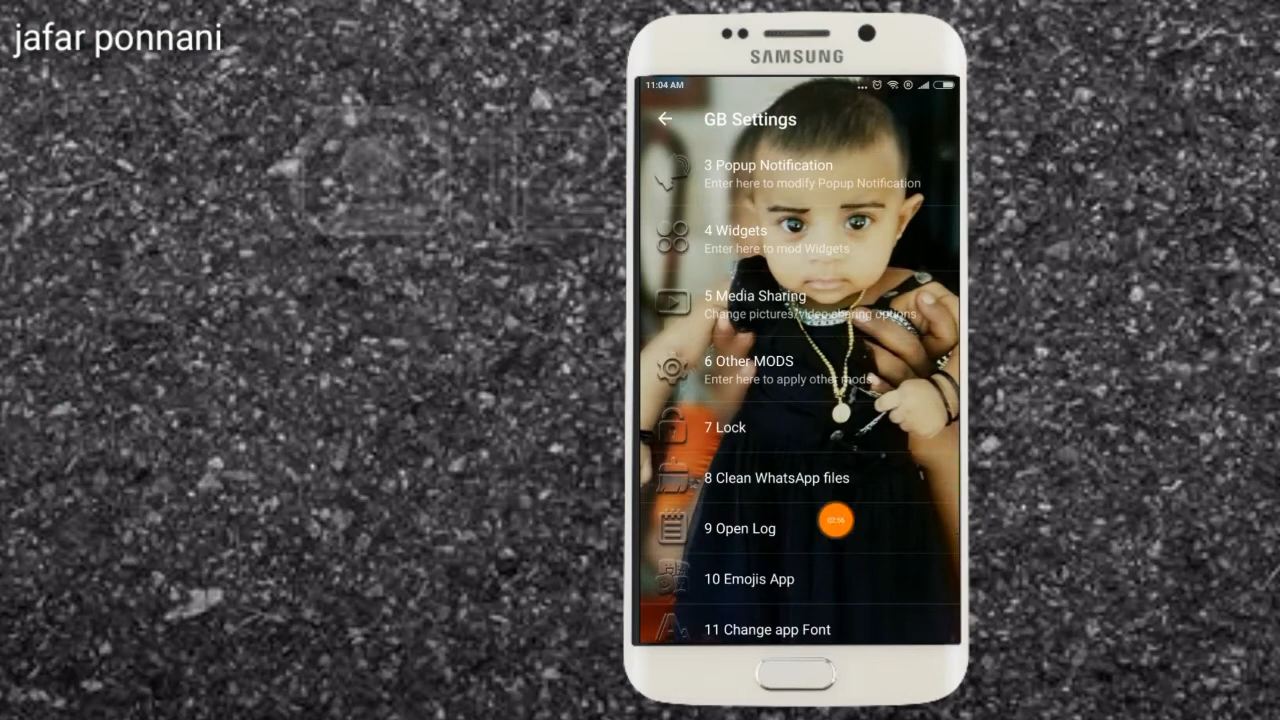 jafar ponnani
SAMSUNG
11:04 AM
GB Settings
3 Popup Notification
Enter here to modify Popup Notification
4 Widgets
Enter here to mod Widgets
5 Media Sharing
Change pictures/video sharing options
6 Other MODS
Enter here to apply other mods
7 Lock
8 Clean WhatsApp files
9 Open Log
02:56
10 Emojis App
11 Change app Font